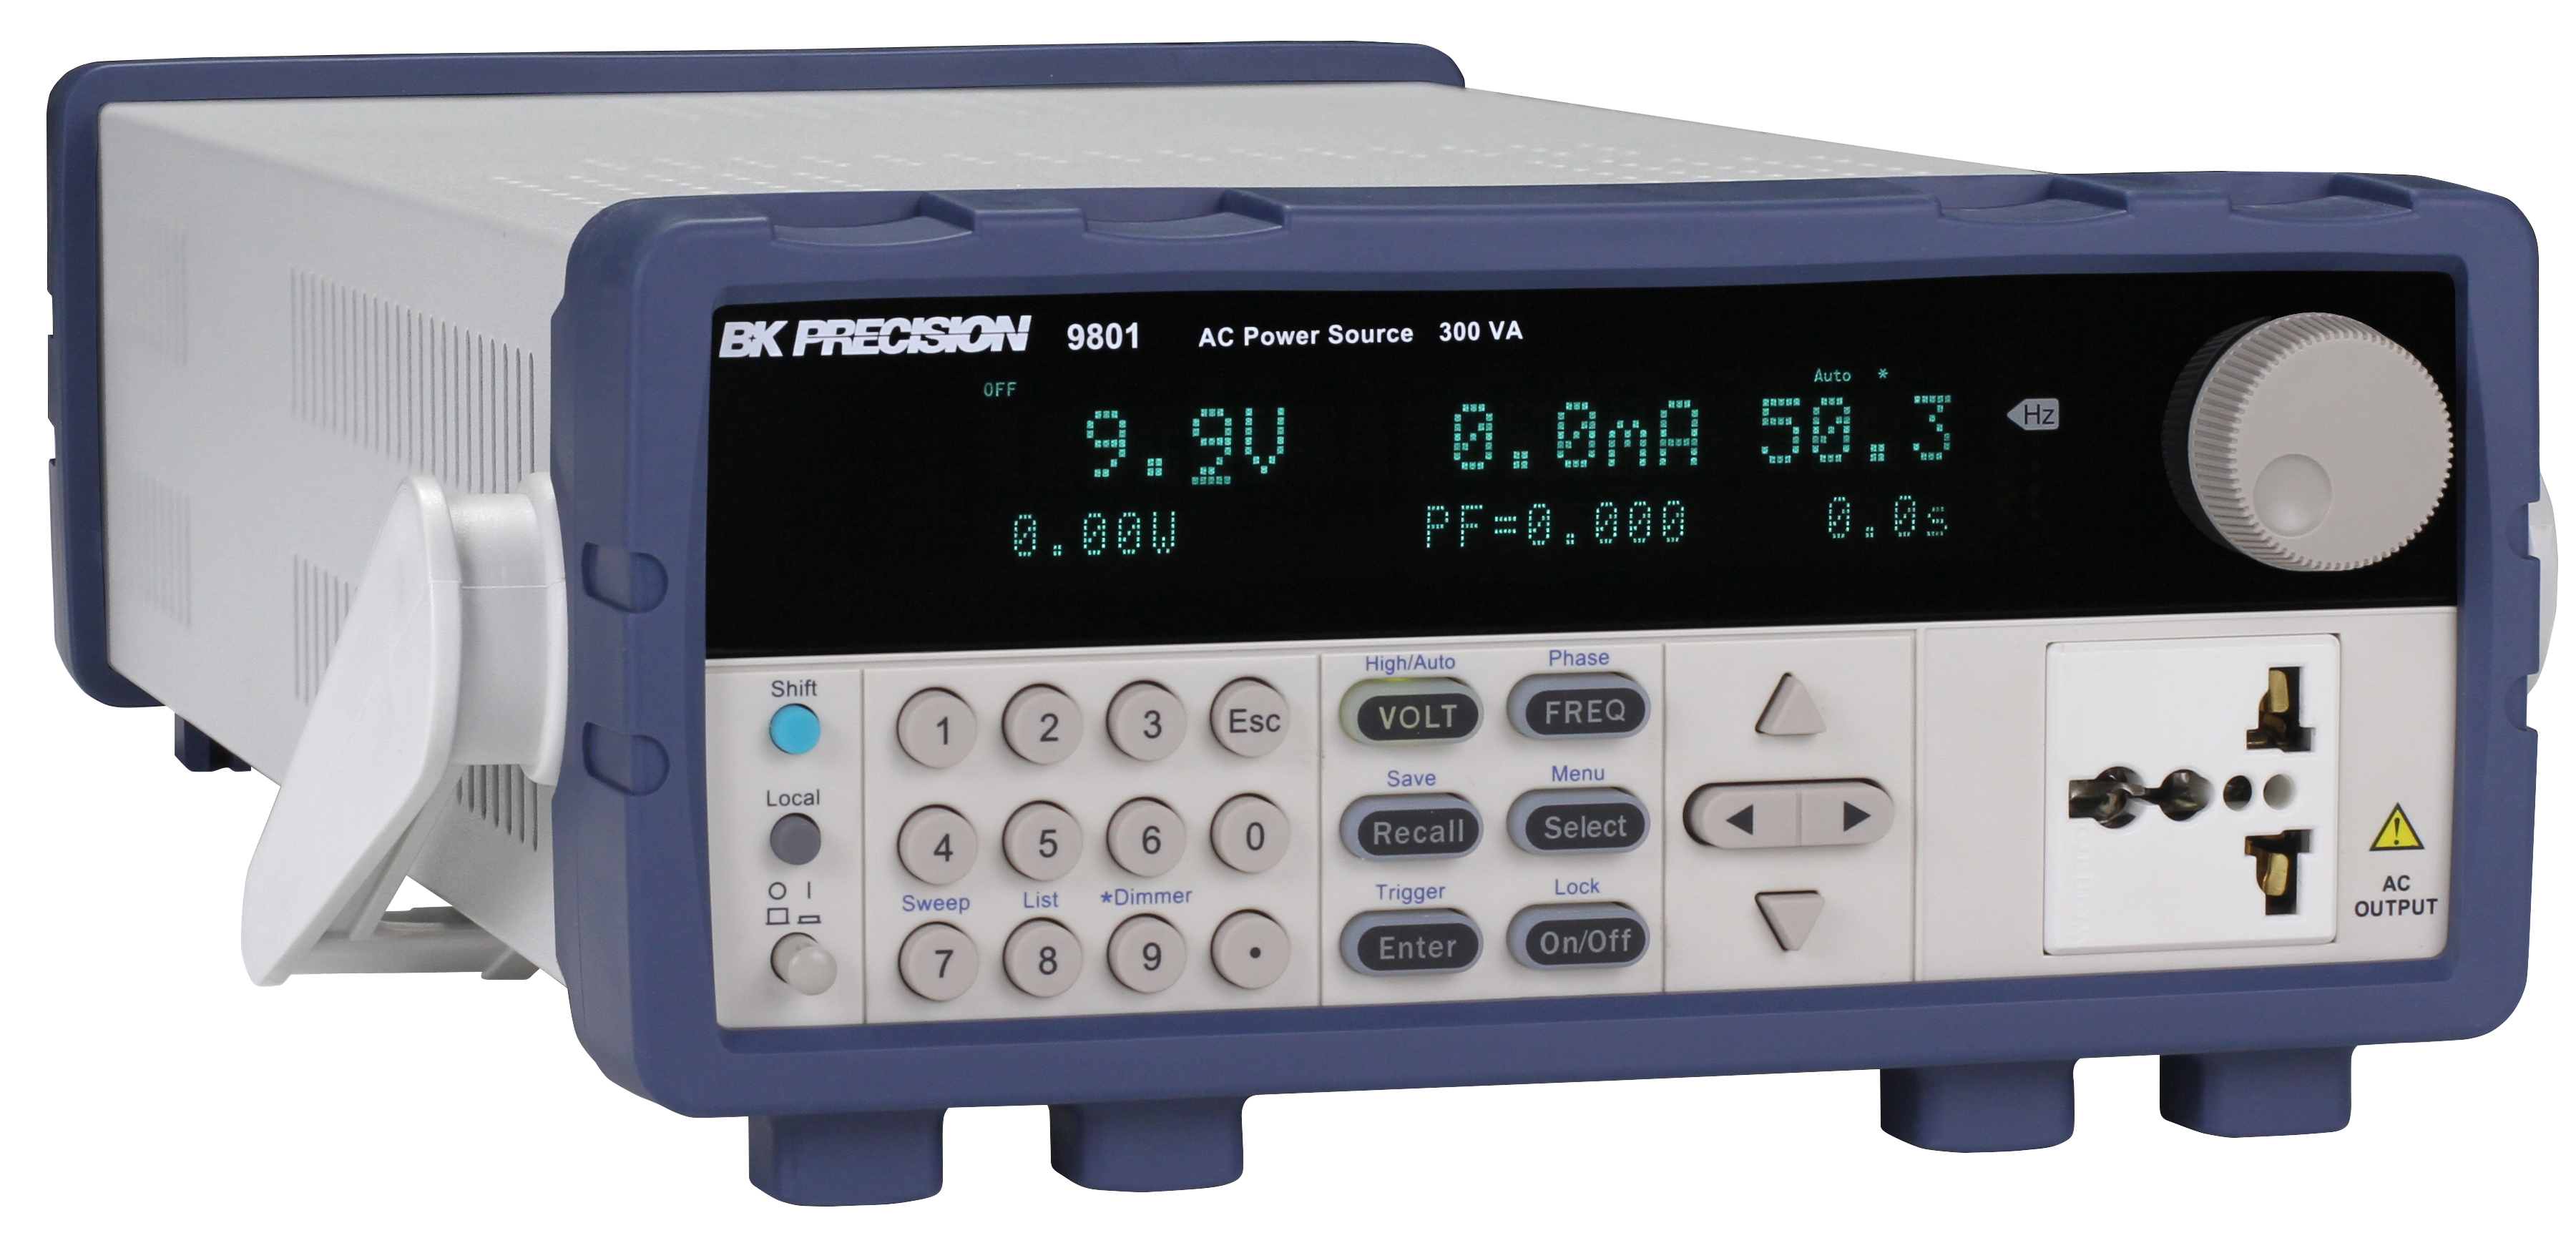 BK PRECISION 9801 AC Power Source 300 VA
OFF Auto *
9.9V 0.0mA 50.3 Hz
0.00W PF=0.000 0.0s
Shift
Local
1 2 3 Esc
4 5 6 0
Sweep List *Dimmer
7 8 9 .
High/Auto Phase
VOLT FREQ
Save Menu
Recall Select
Trigger Lock
Enter On/Off
AC
OUTPUT